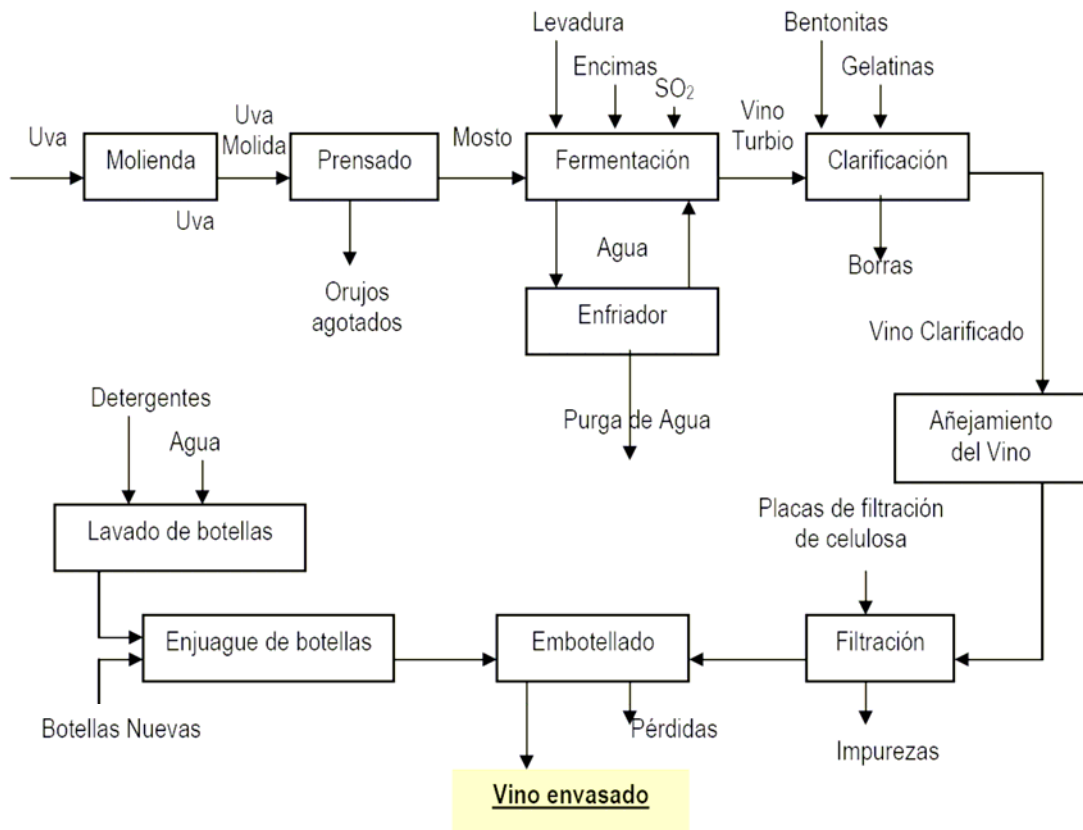 Levadura
Encimas
SO₂
Bentonitas
Gelatinas
Uva
Molienda
Uva
Molida
Uva
Prensado
Mosto
Fermentación
Vino
Turbio
Clarificación
Orujos
agotados
Agua
Enfriador
Borras
Vino Clarificado
Purga de Agua
Añejamiento
del Vino
Detergentes
Agua
Lavado de botellas
Placas de filtración
de celulosa
Enjuague de botellas
Embotellado
Filtración
Botellas Nuevas
Pérdidas
Impurezas
Vino envasado